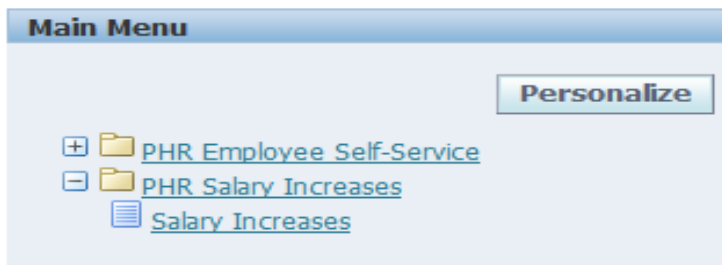 Main Menu
Personalize
PHR Employee Self-Service
PHR Salary Increases
Salary Increases